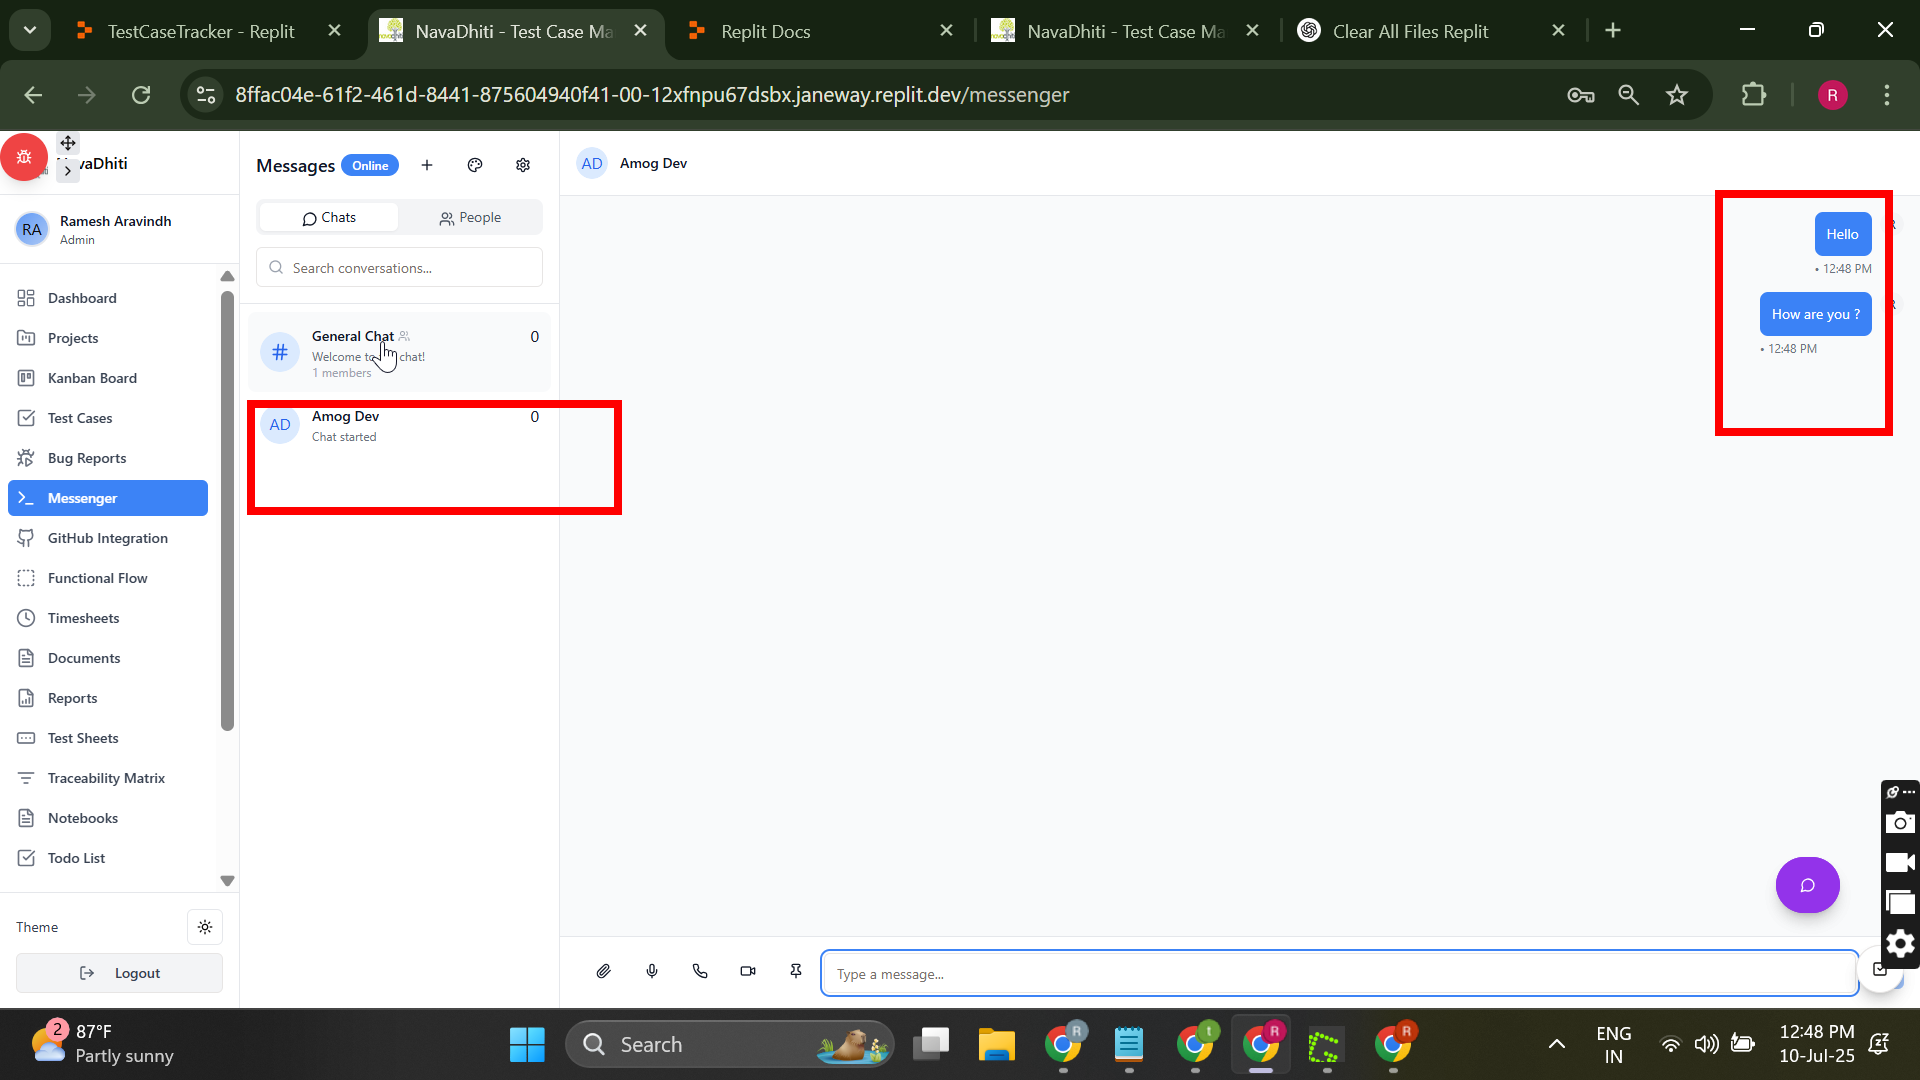 TestCaseTracker - Replit
NavaDhiti - Test Case Ma
Replit Docs
NavaDhiti - Test Case Ma
Clear All Files Replit
8ffac04e-61f2-461d-8441-875604940f41-00-12xfnpu67dsbx.janeway.replit.dev/messenger
R
vaDhiti
RA
Ramesh Aravindh
Admin
Dashboard
Projects
Kanban Board
Test Cases
Bug Reports
Messenger
GitHub Integration
Functional Flow
Timesheets
Documents
Reports
Test Sheets
Traceability Matrix
Notebooks
Todo List
Theme
Logout
Messages
Online
Chats
People
Search conversations...
#
General Chat
0
Welcome to chat!
1 members
AD
Amog Dev
0
Chat started
AD
Amog Dev
Hello
• 12:48 PM
How are you ?
• 12:48 PM
Type a message...
2
87°F
Partly sunny
Search
R
t
R
R
ENG
IN
12:48 PM
10-Jul-25